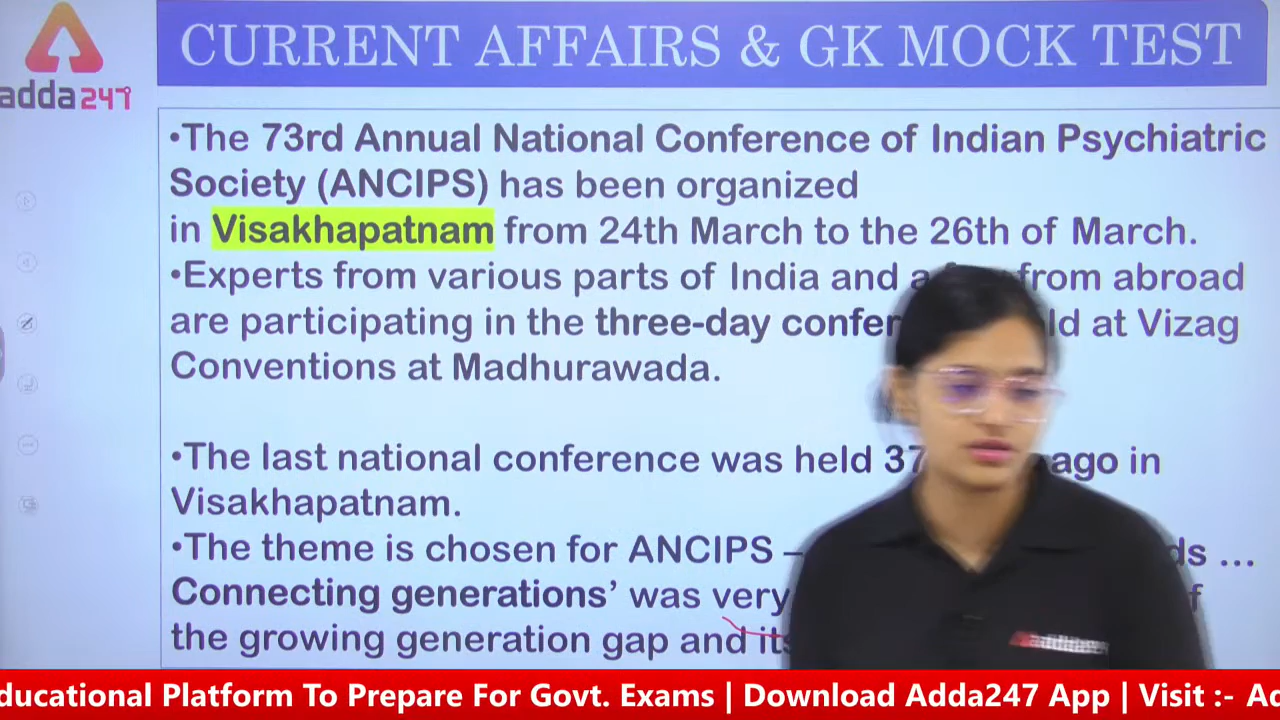 CURRENT AFFAIRS & GK MOCK TEST
adda247
•The 73rd Annual National Conference of Indian Psychiatric
Society (ANCIPS) has been organized
in Visakhapatnam from 24th March to the 26th of March.
•Experts from various parts of India and a from abroad
are participating in the three-day at Vizag
Conventions at Madhurawada.
•The last national conference was held 37 ago in
Visakhapatnam.
•The theme is chosen for ANCIPS – ...
Connecting generations’ was very
the growing generation gap and its
ducational Platform To Prepare For Govt. Exams | Download Adda247 App | Visit :- Ad